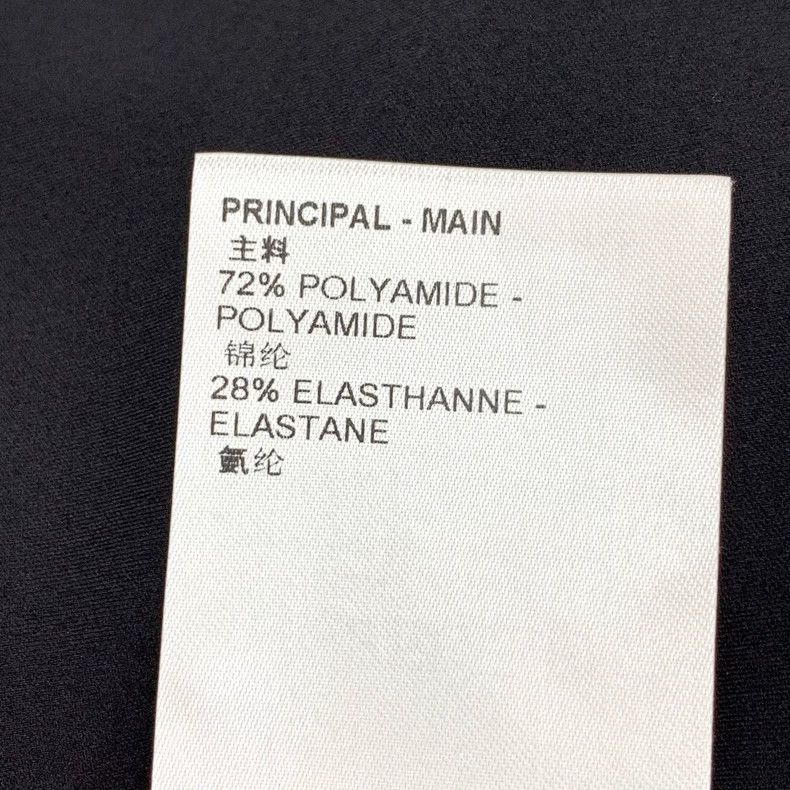 PRINCIPAL - MAIN
主料
72% POLYAMIDE -
POLYAMIDE
锦纶
28% ELASTHANNE -
ELASTANE
氨纶